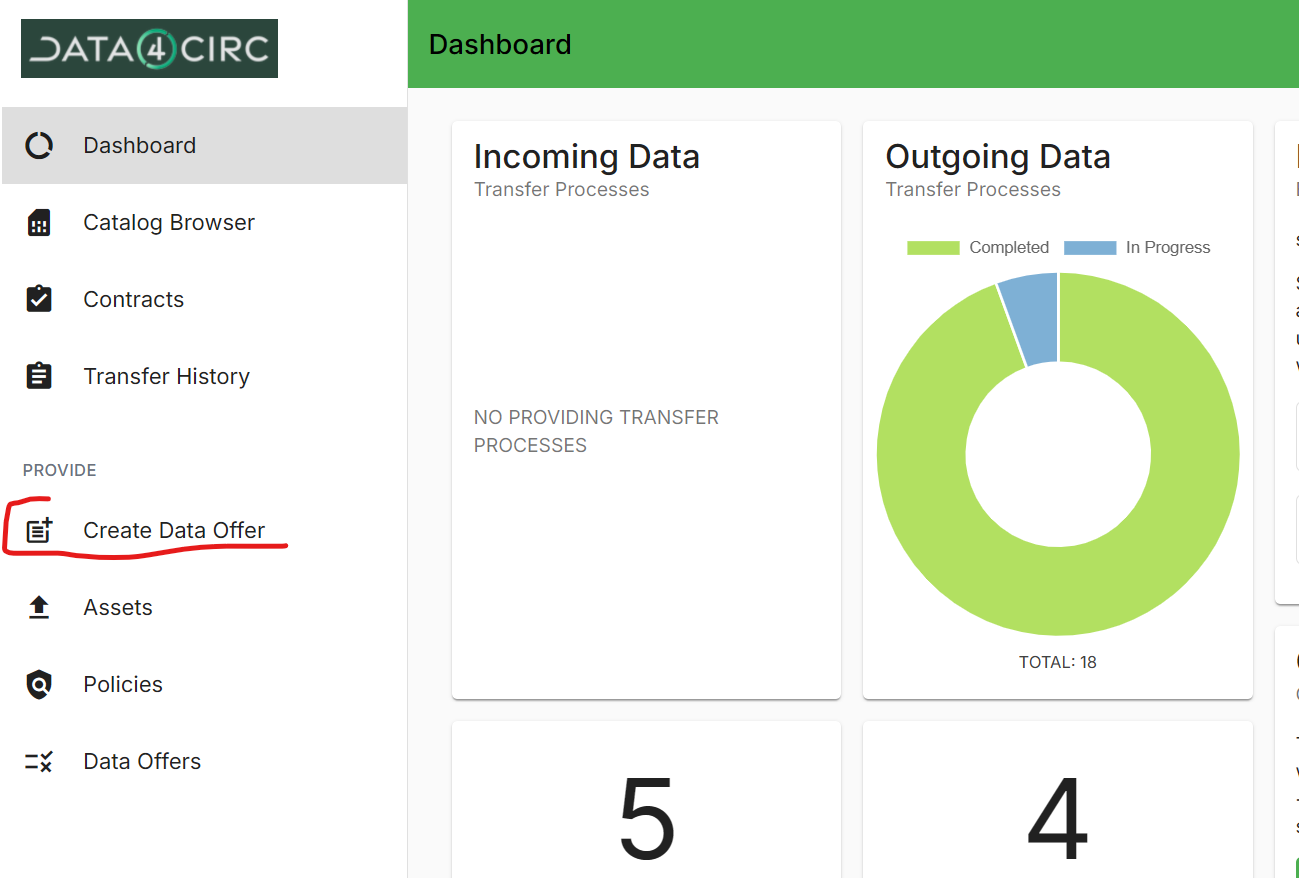 DATA4CIRC
Dashboard
Dashboard
Catalog Browser
Contracts
Transfer History
PROVIDE
Create Data Offer
Assets
Policies
Data Offers
Incoming Data
Transfer Processes
NO PROVIDING TRANSFER
PROCESSES
Outgoing Data
Transfer Processes
Completed In Progress
TOTAL: 18
5
4